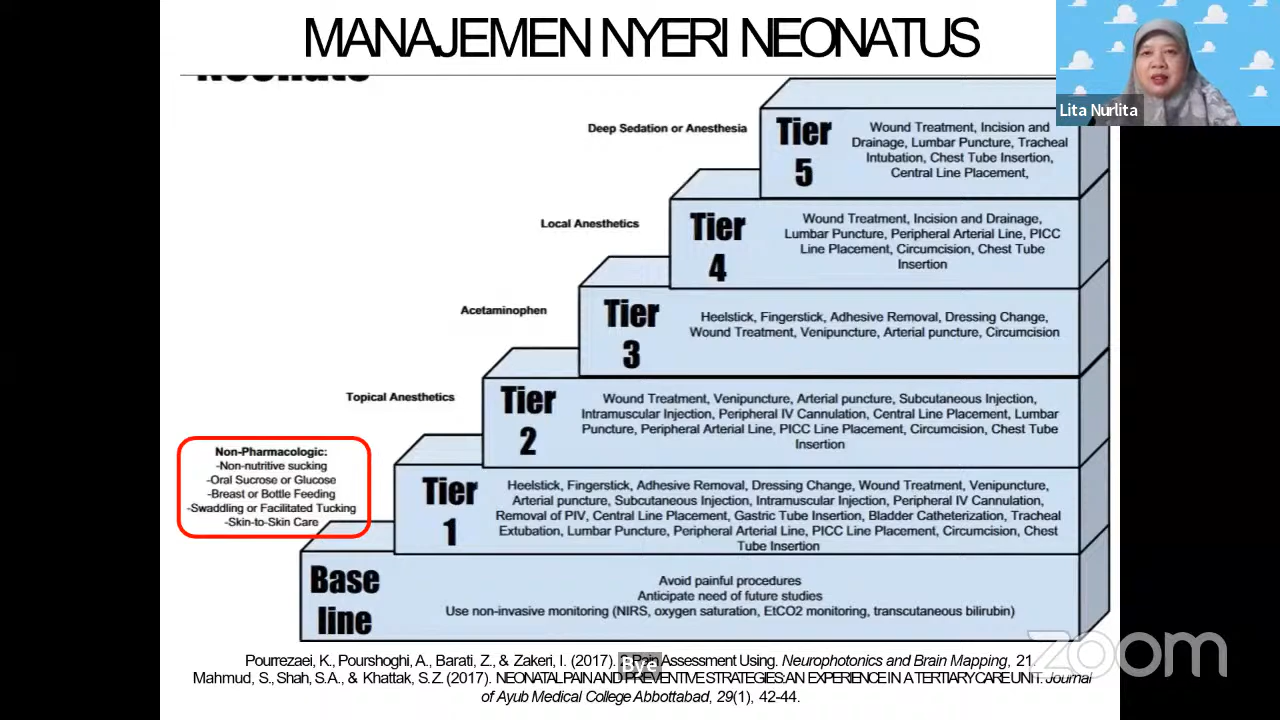 MANAJEMEN NYERI NEONATUS
Lita Nurlita
Deep Sedation or Anesthesia
Tier
5
Wound Treatment, Incision and
Drainage, Lumbar Puncture, Tracheal
Intubation, Chest Tube Insertion,
Central Line Placement,
Local Anesthetics
Tier
4
Wound Treatment, Incision and Drainage,
Lumbar Puncture, Peripheral Arterial Line, PICC
Line Placement, Circumcision, Chest Tube
Insertion
Acetaminophen
Tier
3
Heelstick, Fingerstick, Adhesive Removal, Dressing Change,
Wound Treatment, Venipuncture, Arterial puncture, Circumcision
Topical Anesthetics
Tier
2
Wound Treatment, Venipuncture, Arterial puncture, Subcutaneous Injection,
Intramuscular Injection, Peripheral IV Cannulation, Central Line Placement, Lumbar
Puncture, Peripheral Arterial Line, PICC Line Placement, Circumcision, Chest Tube
Insertion
Non-Pharmacologic:
-Non-nutritive sucking
-Oral Sucrose or Glucose
-Breast or Bottle Feeding
-Swaddling or Facilitated Tucking
-Skin-to-Skin Care
Tier
1
Heelstick, Fingerstick, Adhesive Removal, Dressing Change, Wound Treatment, Venipuncture,
Arterial puncture, Subcutaneous Injection, Intramuscular Injection, Peripheral IV Cannulation,
Removal of PIV, Central Line Placement, Gastric Tube Insertion, Bladder Catheterization, Tracheal
Extubation, Lumbar Puncture, Peripheral Arterial Line, PICC Line Placement, Circumcision, Chest
Tube Insertion
Base
line
Avoid painful procedures
Anticipate need of future studies
Use non-invasive monitoring (NIRS, oxygen saturation, EtCO2 monitoring, transcutaneous bilirubin)
zoom
Pourrezaei, K., Pourshoghi, A., Barati, Z., & Zakeri, I. (2017). Pain Assessment Using. Neurophotonics and Brain Mapping, 21.
Bye
Mahmud, S., Shah, S.A., & Khattak, S.Z. (2017). NEONATAL PAIN AND PREVENTIVE STRATEGIES: AN EXPERIENCE IN A TERTIARY CARE UNIT. Journal
of Ayub Medical College Abbottabad, 29(1), 42-44.